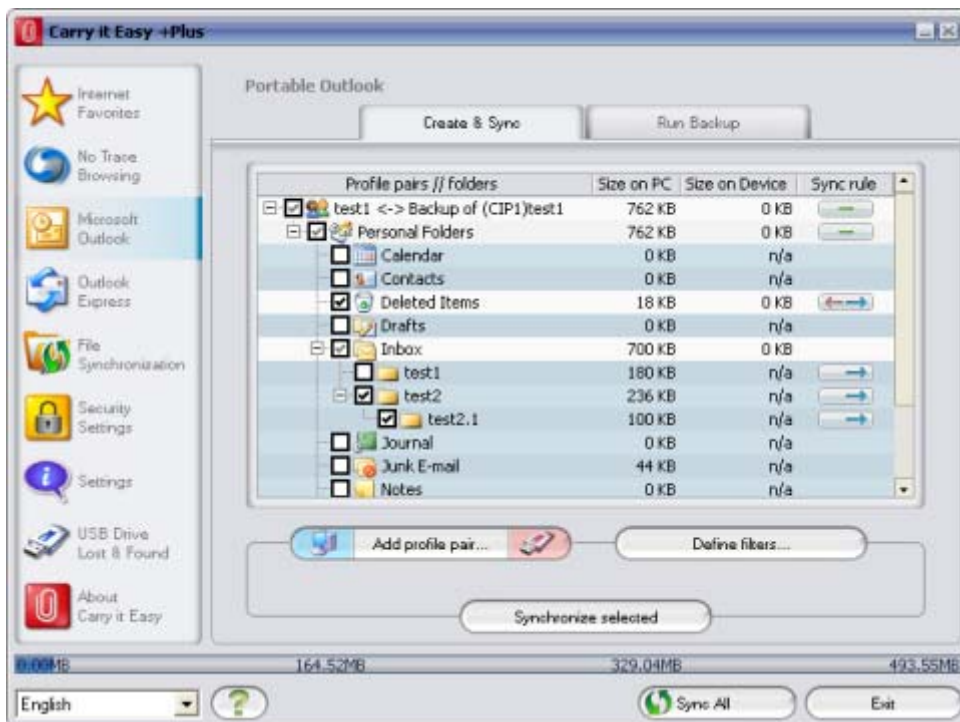 Carry it Easy +Plus
Internet
Favorites
No Trace
Browsing
Microsoft
Outlook
Outlook
Express
File
Synchronization
Security
Settings
Settings
USB Drive
Lost & Found
About
Carry it Easy
Portable Outlook
Create & Sync
Run Backup
Profile pairs // folders Size on PC Size on Device Sync rule
test1 <-> Backup of (CIP1)test1 762 KB 0 KB
Personal Folders 762 KB 0 KB
Calendar 0 KB n/a
Contacts 0 KB n/a
Deleted Items 18 KB 0 KB
Drafts 0 KB n/a
Inbox 700 KB 0 KB
test1 180 KB n/a
test2 236 KB n/a
test2.1 100 KB n/a
Journal 0 KB n/a
Junk E-mail 44 KB n/a
Notes 0 KB n/a
Add profile pair...
Define filters...
Synchronize selected
0.00MB 164.52MB 329.04MB 493.55MB
English
?
Sync All
Exit